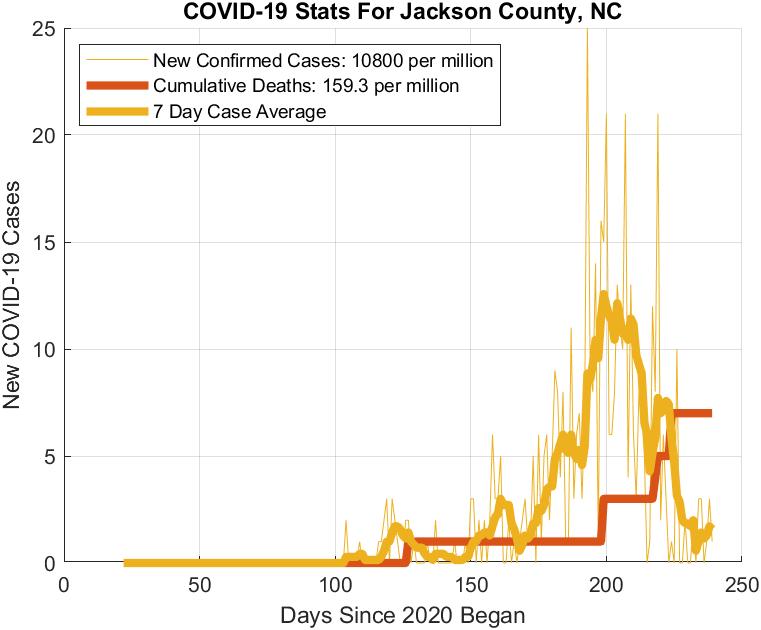 COVID-19 Stats For Jackson County, NC
25
New Confirmed Cases: 10800 per million
Cumulative Deaths: 159.3 per million
7 Day Case Average
20
15
10
5
0
New COVID-19 Cases
0 50 100 150 200 250
Days Since 2020 Began